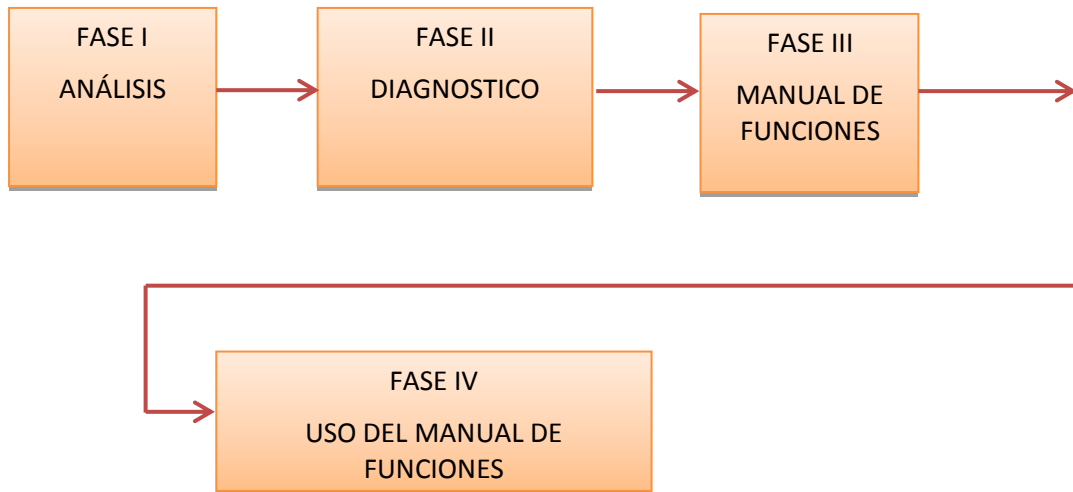 FASE I
ANÁLISIS
FASE II
DIAGNOSTICO
FASE III
MANUAL DE
FUNCIONES
FASE IV
USO DEL MANUAL DE
FUNCIONES